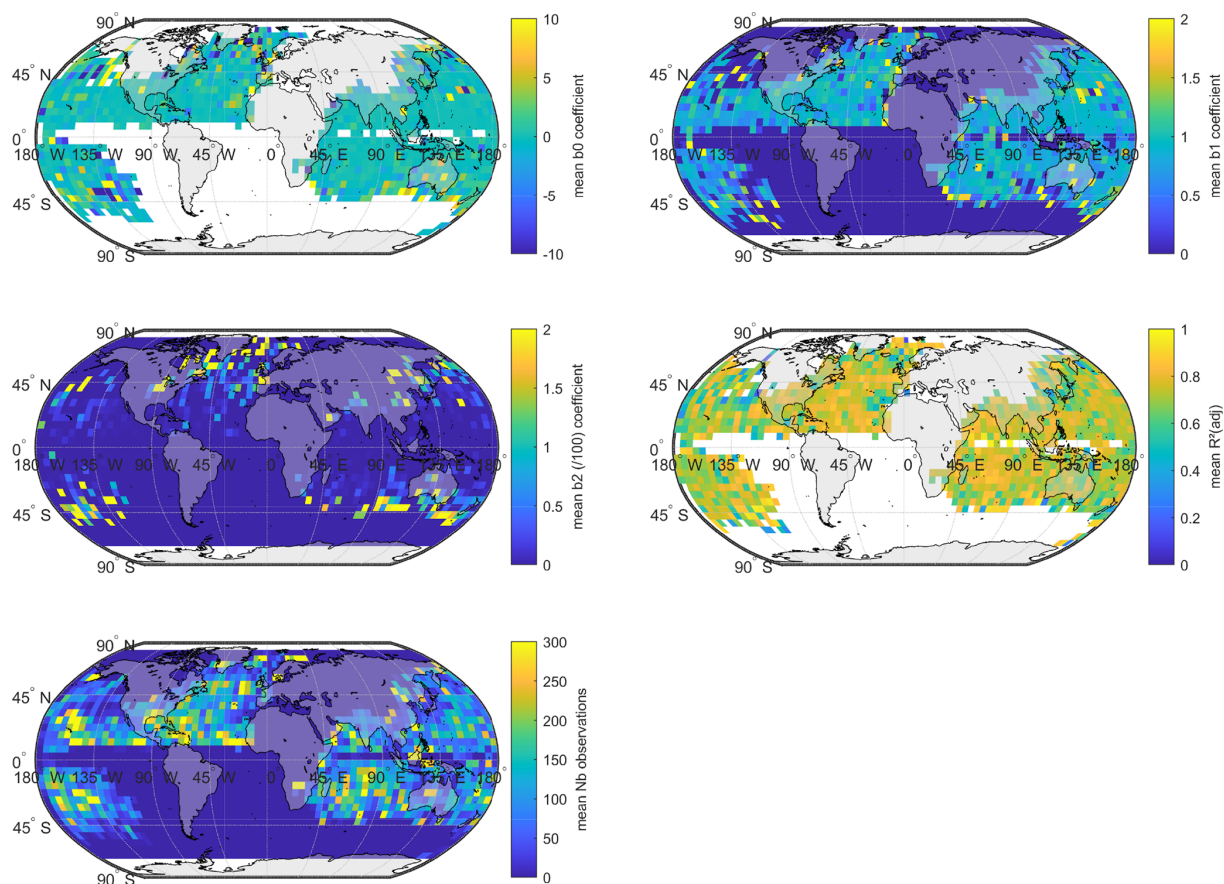 90° N
45° N
0°
180° W 135° W 90° W 45° W 0° 45° E 90° E 135° E 180°
45° S
90° S
10
5
0
-5
-10
mean b0 coefficient
90° N
45° N
0°
180° W 135° W 90° W 45° W 0° 45° E 90° E 135° E 180°
45° S
90° S
2
1.5
1
0.5
0
mean b1 coefficient
90° N
45° N
0°
180° W 135° W 90° W 45° W 0° 45° E 90° E 135° E 180°
45° S
90° S
2
1.5
1
0.5
0
mean b2 (/100) coefficient
90° N
45° N
0°
180° W 135° W 90° W 45° W 0° 45° E 90° E 135° E 180°
45° S
90° S
1
0.8
0.6
0.4
0.2
0
mean R²(adj)
90° N
45° N
0°
180° W 135° W 90° W 45° W 0° 45° E 90° E 135° E 180°
45° S
90° S
300
250
200
150
100
50
0
mean Nb observations